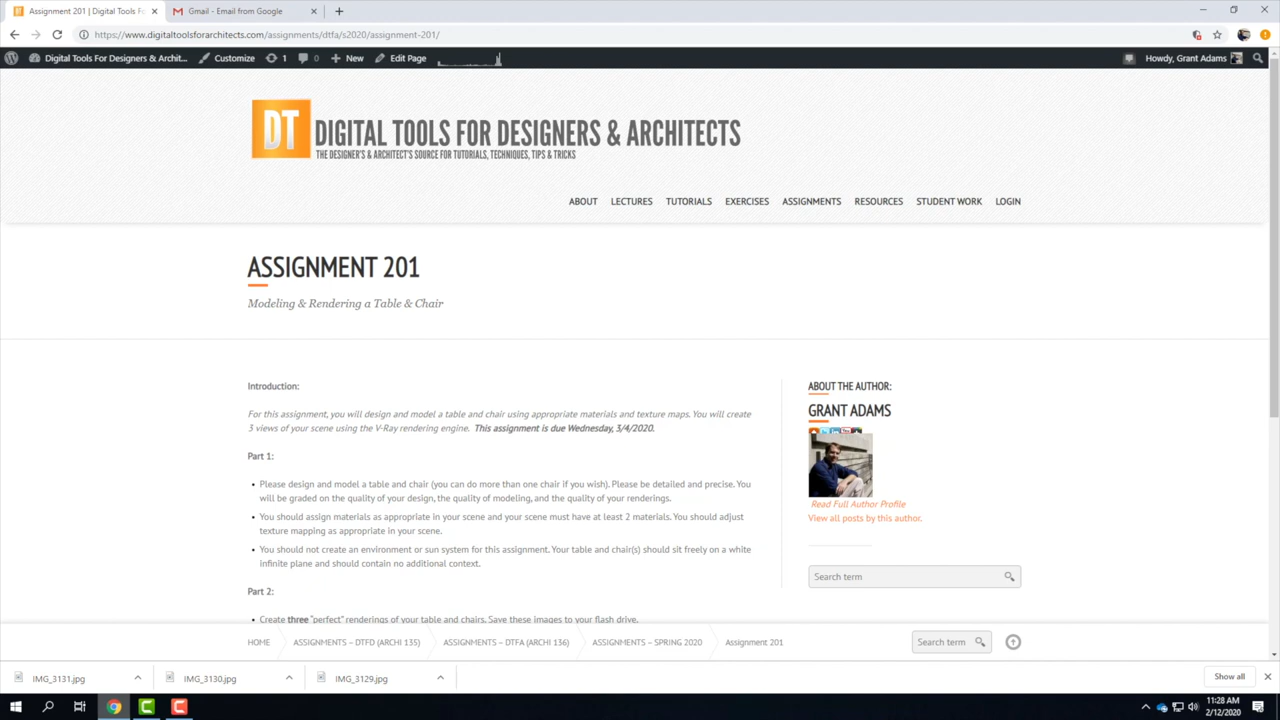 Assignment 201 | Digital Tools Fo
Gmail - Email from Google
https://www.digitaltoolsforarchitects.com/assignments/dtfa/s2020/assignment-201/
Digital Tools For Designers & Archit...
Customize
1
0
New
Edit Page
Howdy, Grant Adams
DT
DIGITAL TOOLS FOR DESIGNERS & ARCHITECTS
THE DESIGNER'S & ARCHITECT'S SOURCE FOR TUTORIALS, TECHNIQUES, TIPS & TRICKS
ABOUT LECTURES TUTORIALS EXERCISES ASSIGNMENTS RESOURCES STUDENT WORK LOGIN
ASSIGNMENT 201
Modeling & Rendering a Table & Chair
Introduction:
For this assignment, you will design and model a table and chair using appropriate materials and texture maps. You will create
3 views of your scene using the V-Ray rendering engine. This assignment is due Wednesday, 3/4/2020.
Part 1:
• Please design and model a table and chair (you can do more than one chair if you wish). Please be detailed and precise. You
will be graded on the quality of your design, the quality of modeling, and the quality of your renderings.
• You should assign materials as appropriate in your scene and your scene must have at least 2 materials. You should adjust
texture mapping as appropriate in your scene.
• You should not create an environment or sun system for this assignment. Your table and chair(s) should sit freely on a white
infinite plane and should contain no additional context.
Part 2:
• Create three "perfect" renderings of your table and chairs. Save these images to your flash drive.
ABOUT THE AUTHOR:
GRANT ADAMS
Read Full Author Profile
View all posts by this author.
Search term
HOME
ASSIGNMENTS – DTFD (ARCHI 135)
ASSIGNMENTS – DTFA (ARCHI 136)
ASSIGNMENTS – SPRING 2020
Assignment 201
Search term
IMG_3131.jpg
IMG_3130.jpg
IMG_3129.jpg
Show all
11:28 AM
2/12/2020